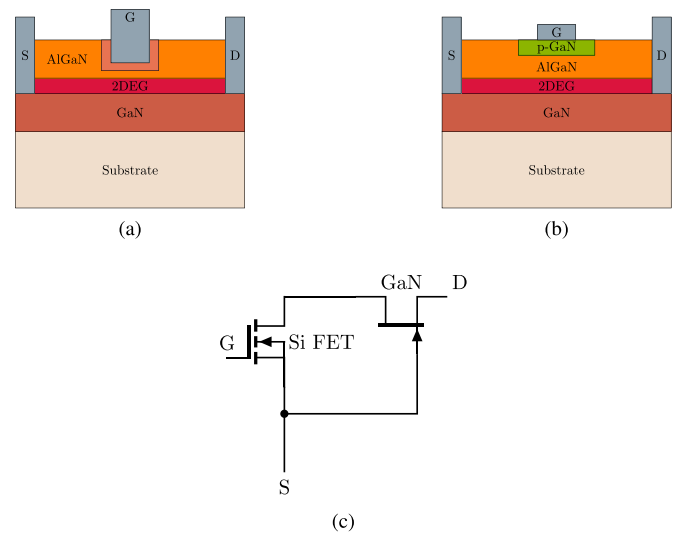 G
S
AlGaN
D
2DEG
GaN
Substrate
(a)
G
S
p-GaN
D
AlGaN
2DEG
GaN
Substrate
(b)
GaN
D
G
Si FET
S
(c)